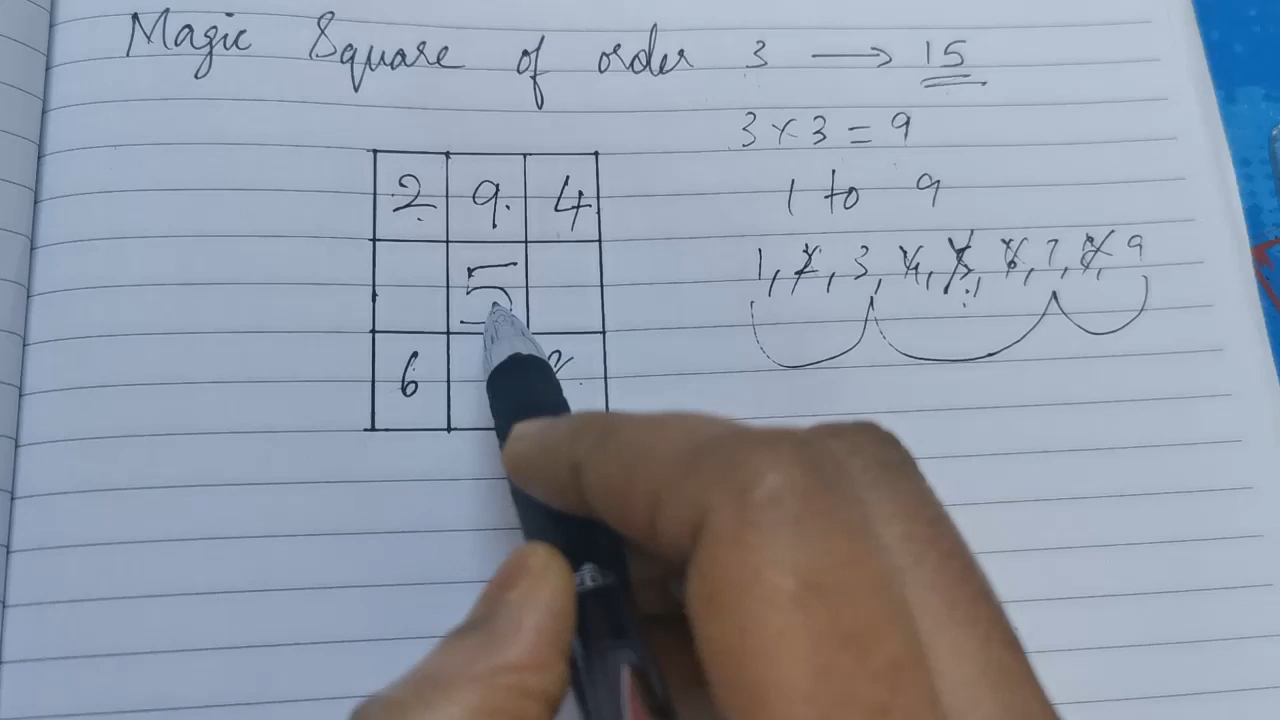 Magic Square of order 3 → 15
3 × 3 = 9
1 to 9
1, 2, 3, 4, 5, 6, 7, 8, 9
2 9 4
5
6 8